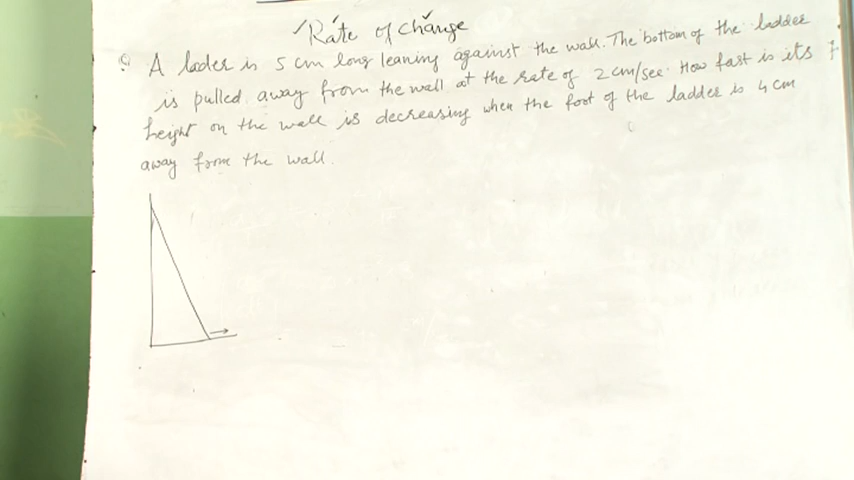 Rate of change
Q A lader is 5 cm long leaning against the wall. The bottom of the ladder
is pulled away from the wall at the rate of 2 cm/sec. How fast is its
height on the wall is decreasing when the foot of the ladder is 4 cm
away from the wall.